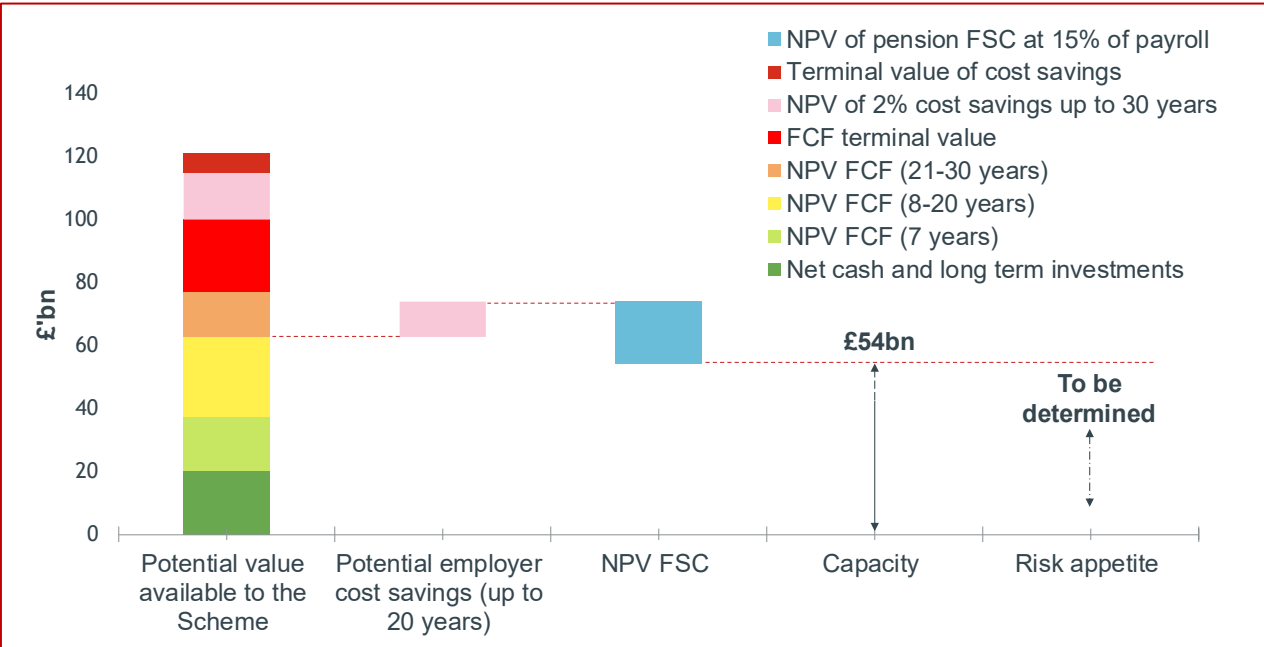 NPV of pension FSC at 15% of payroll
Terminal value of cost savings
NPV of 2% cost savings up to 30 years
FCF terminal value
NPV FCF (21-30 years)
NPV FCF (8-20 years)
NPV FCF (7 years)
Net cash and long term investments
£'bn
140
120
100
80
60
40
20
0
£54bn
To be
determined
Potential value
available to the
Scheme
Potential employer
cost savings (up to
20 years)
NPV FSC
Capacity
Risk appetite